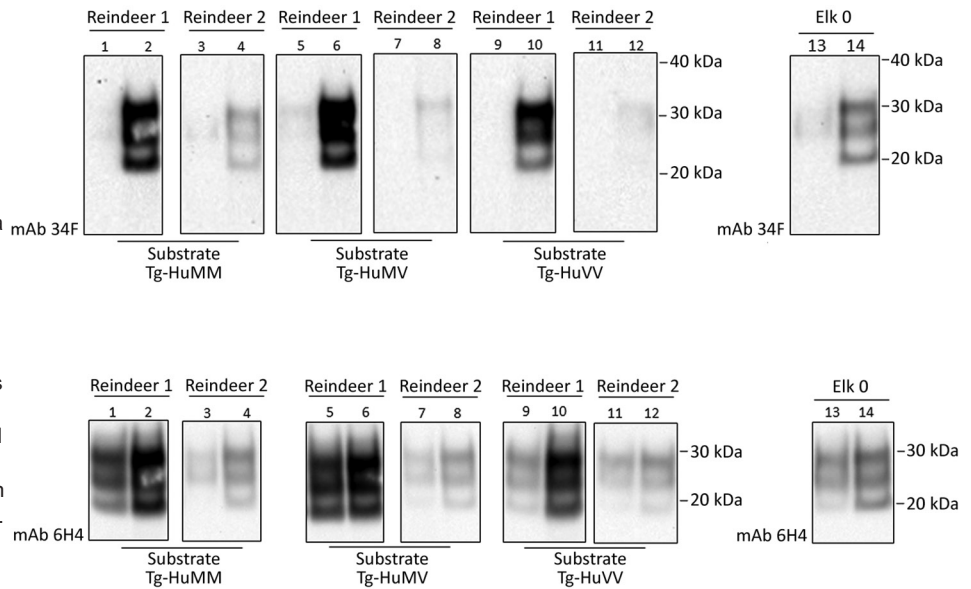 Reindeer 1 Reindeer 2 Reindeer 1 Reindeer 2 Reindeer 1 Reindeer 2 Elk 0
1 2 3 4 5 6 7 8 9 10 11 12 13 14
40 kDa 40 kDa
30 kDa 30 kDa
20 kDa 20 kDa
mAb 34F mAb 34F
Substrate Substrate Substrate
Tg-HuMM Tg-HuMV Tg-HuVV
Reindeer 1 Reindeer 2 Reindeer 1 Reindeer 2 Reindeer 1 Reindeer 2 Elk 0
1 2 3 4 5 6 7 8 9 10 11 12 13 14
30 kDa 30 kDa
20 kDa 20 kDa
mAb 6H4 mAb 6H4
Substrate Substrate Substrate
Tg-HuMM Tg-HuMV Tg-HuVV